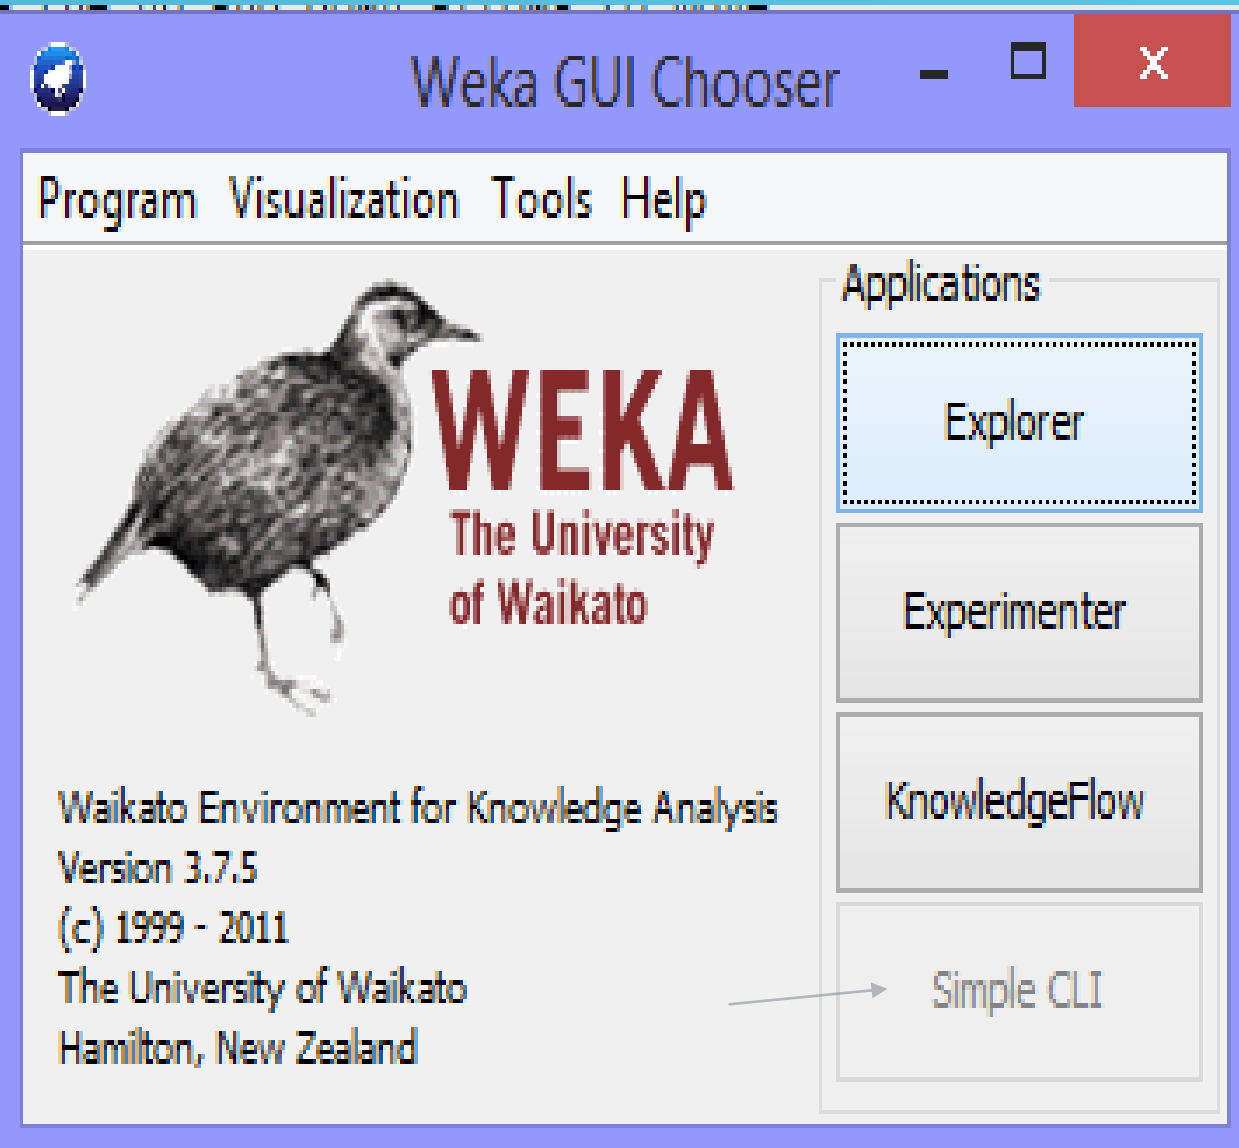 Weka GUI Chooser
Program Visualization Tools Help
Applications
Explorer
Experimenter
KnowledgeFlow
Simple CLI
WEKA
The University
of Waikato
Waikato Environment for Knowledge Analysis
Version 3.7.5
(c) 1999 - 2011
The University of Waikato
Hamilton, New Zealand